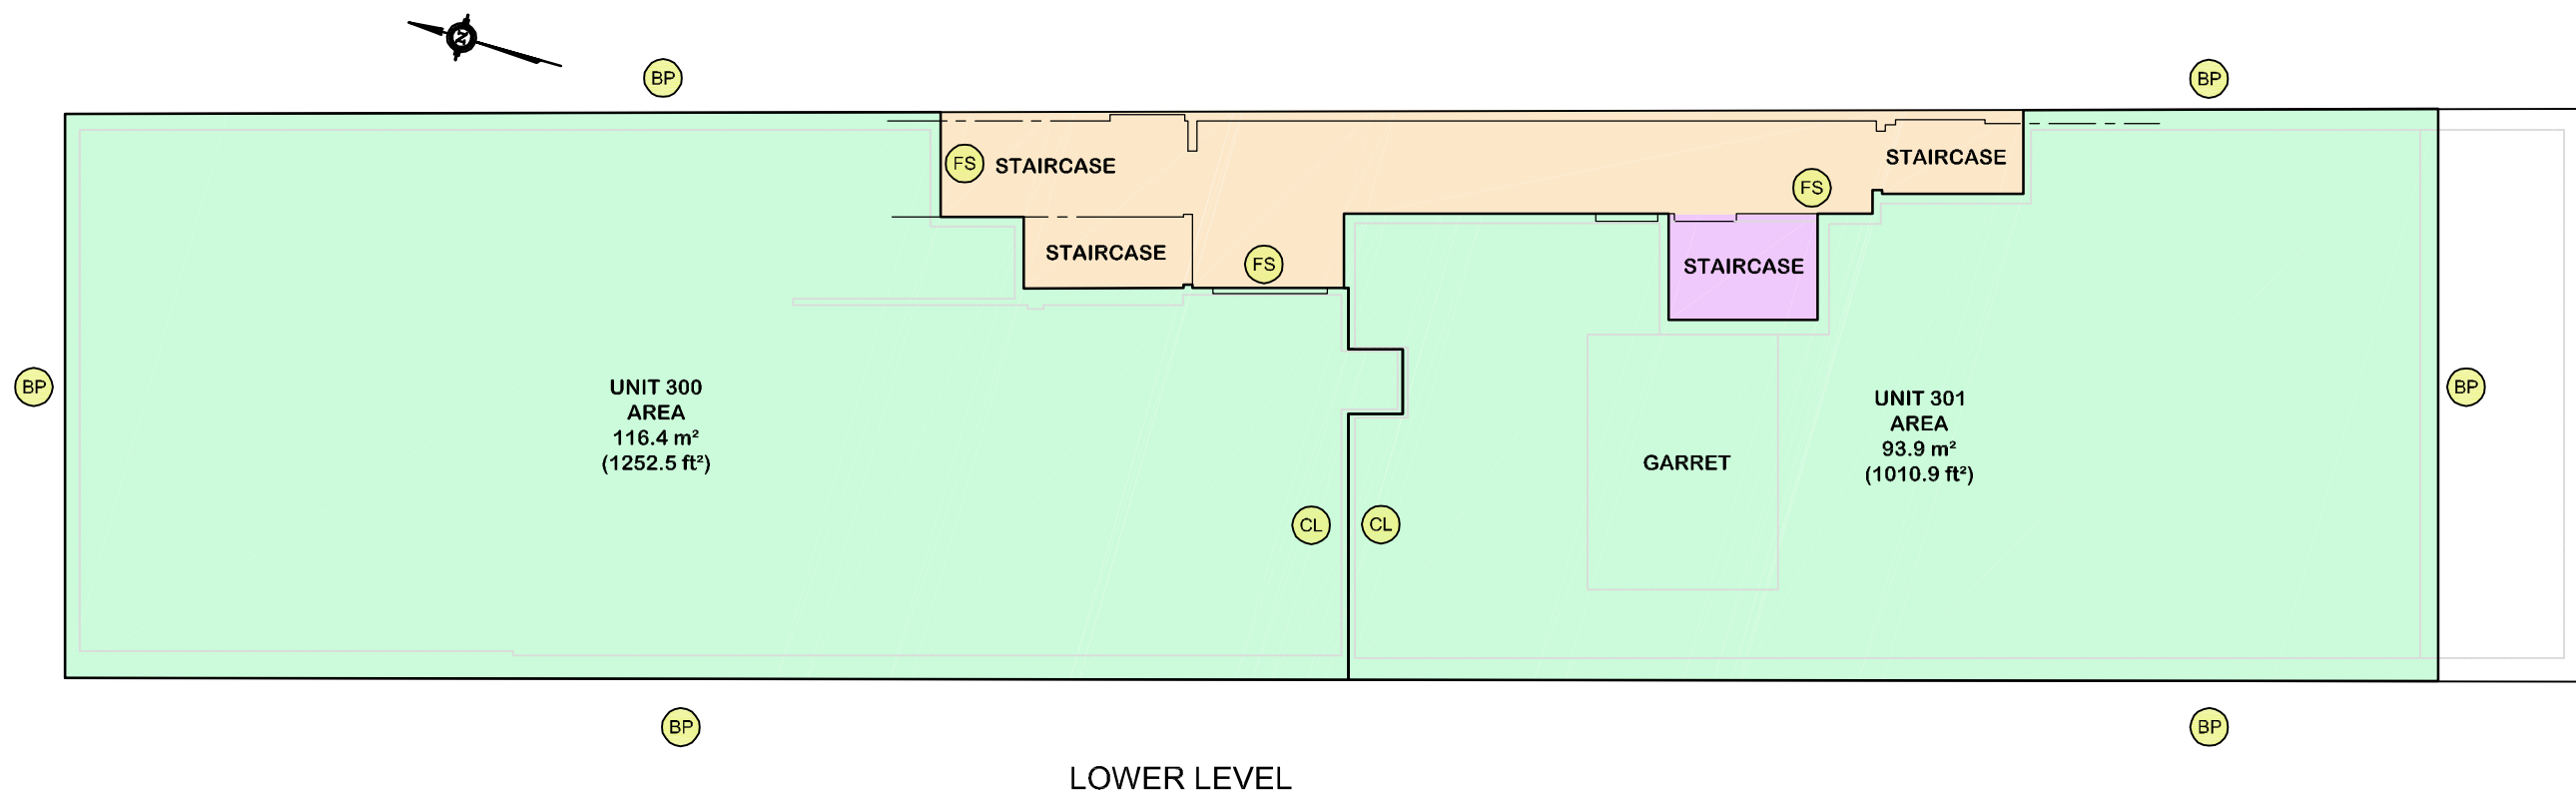 N
BP
BP
FS
STAIRCASE
STAIRCASE
FS
STAIRCASE
FS
STAIRCASE
BP
UNIT 300
AREA
116.4 m²
(1252.5 ft²)
UNIT 301
AREA
93.9 m²
(1010.9 ft²)
BP
GARRET
CL
CL
BP
BP
LOWER LEVEL